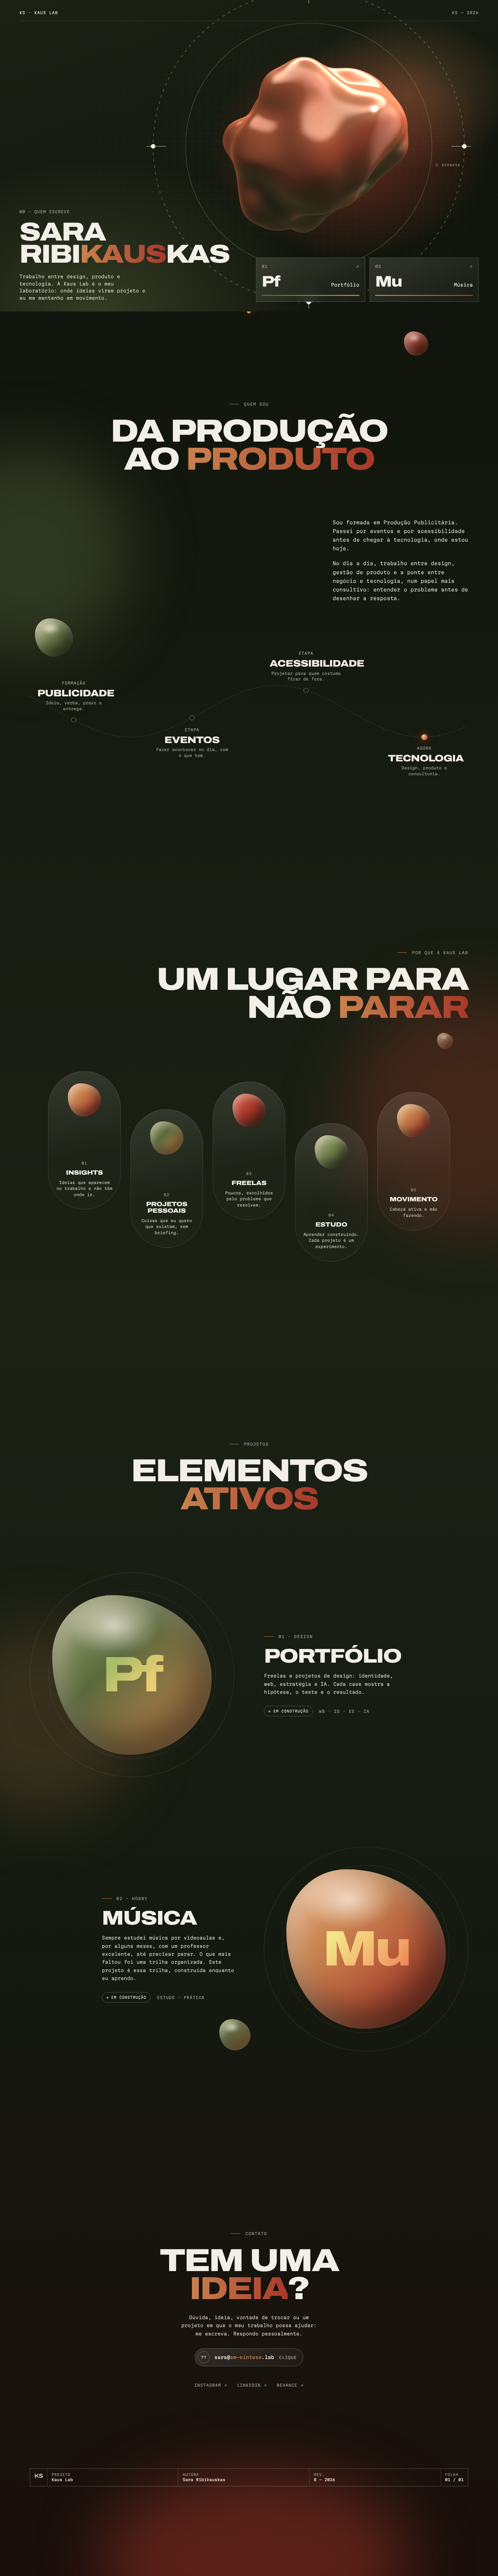 KS · KAUS LAB
KS — 2026
↕ arraste
00 — QUEM ESCREVE
SARA
RIBIKAUSKAS
Trabalho entre design, produto e
tecnologia. A Kaus Lab é o meu
laboratório: onde ideias viram projeto e
eu me mantenho em movimento.
01
Pf
Portfólio
02
Mu
Música
QUEM SOU
DA PRODUÇÃO
AO PRODUTO
Sou formada em Produção Publicitária.
Passei por eventos e por acessibilidade
antes de chegar à tecnologia, onde estou
hoje.
No dia a dia, trabalho entre design,
gestão de produto e a ponte entre
negócio e tecnologia, num papel mais
consultivo: entender o problema antes de
desenhar a resposta.
FORMAÇÃO
PUBLICIDADE
Ideia, verba, prazo e
entrega.
ETAPA
EVENTOS
Fazer acontecer no dia, com
o que tem.
ETAPA
ACESSIBILIDADE
Projetar para quem costuma
ficar de fora.
AGORA
TECNOLOGIA
Design, produto e
consultoria.
POR QUE A KAUS LAB
UM LUGAR PARA
NÃO PARAR
01
INSIGHTS
Ideias que aparecem
no trabalho e não têm
onde ir.
02
PROJETOS
PESSOAIS
Coisas que eu quero
que existam, sem
briefing.
03
FREELAS
Poucos, escolhidos
pelo problema que
resolvem.
04
ESTUDO
Aprender construindo.
Cada projeto é um
experimento.
05
MOVIMENTO
Cabeça ativa e mão
fazendo.
PROJETOS
ELEMENTOS
ATIVOS
Pf
01 · DESIGN
PORTFÓLIO
Freelas e projetos de design: identidade,
web, estratégia e IA. Cada case mostra a
hipótese, o teste e o resultado.
EM CONSTRUÇÃO
WB · ID · ES · IA
02 · HOBBY
MÚSICA
Sempre estudei música por videoaulas e,
por alguns meses, com um professor
excelente, até precisar parar. O que mais
faltou foi uma trilha organizada. Este
projeto é essa trilha, construída enquanto
eu aprendo.
EM CONSTRUÇÃO
ESTUDO · PRÁTICA
Mu
CONTATO
TEM UMA
IDEIA?
Dúvida, ideia, vontade de trocar ou um
projeto em que o meu trabalho possa ajudar:
me escreva. Respondo pessoalmente.
?? sara@em-sintese.lab CLIQUE
INSTAGRAM ↗ LINKEDIN ↗ BEHANCE ↗
KS
PROJETO
Kaus Lab
AUTORA
Sara Ribikauskas
REV.
0 — 2026
FOLHA
01 / 01